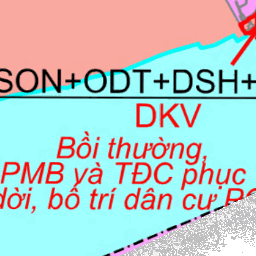 SON+ODT+DSH+
DKV
Bồi thường,
PMB và TĐC phục
dời, bố trí dân cư